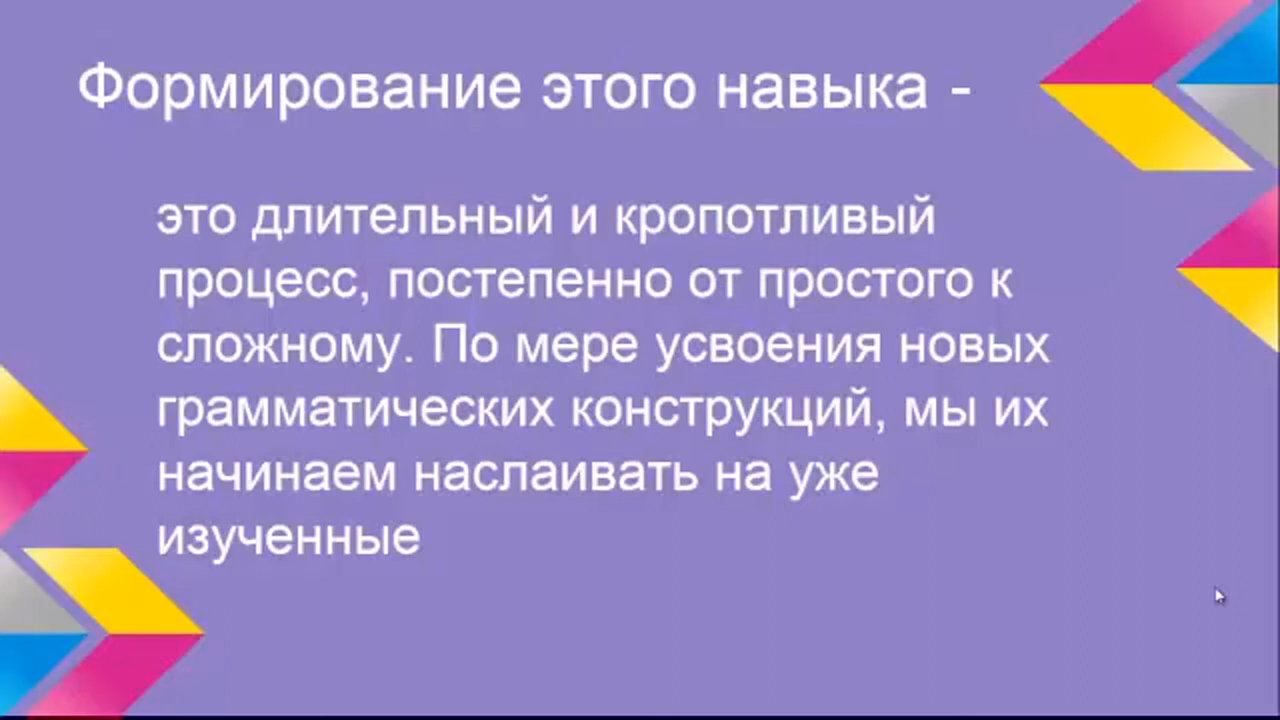 Формирование этого навыка -
это длительный и кропотливый
процесс, постепенно от простого к
сложному. По мере усвоения новых
грамматических конструкций, мы их
начинаем наслаивать на уже
изученные